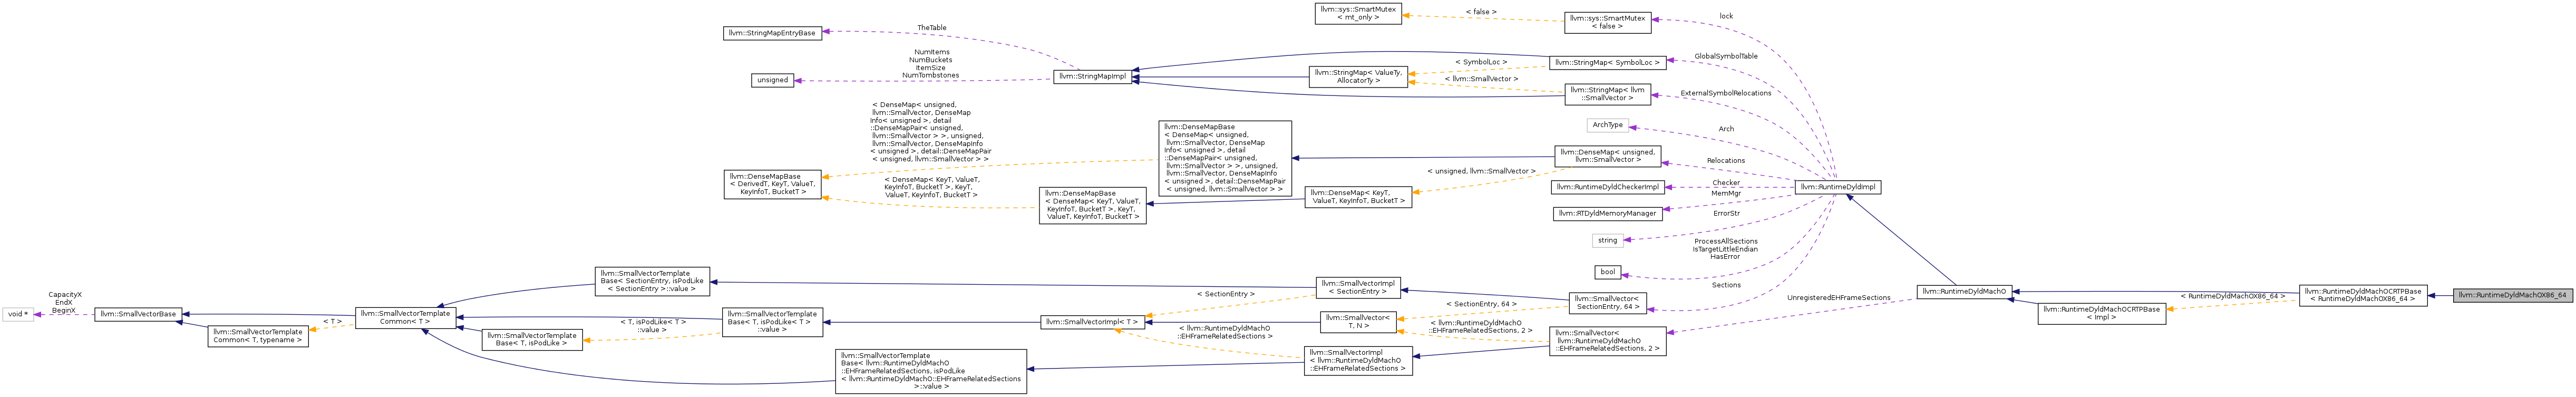 void *
CapacityX
EndX
BeginX
llvm::SmallVectorBase
llvm::SmallVectorTemplate
Common< T, typename >
< T >
llvm::SmallVectorTemplate
Common< T >
llvm::SmallVectorTemplate
Base< T, isPodLike >
llvm::SmallVectorTemplate
Base< SectionEntry, isPodLike
< SectionEntry >::value >
< T, isPodLike< T >
::value >
llvm::SmallVectorTemplate
Base< T, isPodLike< T >
::value >
llvm::SmallVectorTemplate
Base< llvm::RuntimeDyldMachO
::EHFrameRelatedSections, isPodLike
< llvm::RuntimeDyldMachO::EHFrameRelatedSections
>::value >
llvm::StringMapEntryBase
TheTable
unsigned
NumItems
NumBuckets
ItemSize
NumTombstones
llvm::StringMapImpl
llvm::DenseMapBase
< DerivedT, KeyT, ValueT,
KeyInfoT, BucketT >
< DenseMap< unsigned,
llvm::SmallVector, DenseMap
Info< unsigned >, detail
::DenseMapPair< unsigned,
llvm::SmallVector > >, unsigned,
llvm::SmallVector, DenseMapInfo
< unsigned >, detail::DenseMapPair
< unsigned, llvm::SmallVector > >
< DenseMap< KeyT, ValueT,
KeyInfoT, BucketT >, KeyT,
ValueT, KeyInfoT, BucketT >
llvm::DenseMapBase
< DenseMap< unsigned,
llvm::SmallVector, DenseMap
Info< unsigned >, detail
::DenseMapPair< unsigned,
llvm::SmallVector > >, unsigned,
llvm::SmallVector, DenseMapInfo
< unsigned >, detail::DenseMapPair
< unsigned, llvm::SmallVector > >
llvm::DenseMapBase
< DenseMap< KeyT, ValueT,
KeyInfoT, BucketT >, KeyT,
ValueT, KeyInfoT, BucketT >
llvm::SmallVectorImpl< T >
< SectionEntry >
< llvm::RuntimeDyldMachO
::EHFrameRelatedSections >
llvm::sys::SmartMutex
< mt_only >
< false >
llvm::sys::SmartMutex
< false >
llvm::StringMap< ValueTy,
AllocatorTy >
< SymbolLoc >
< llvm::SmallVector >
llvm::StringMap< SymbolLoc >
llvm::StringMap< llvm
::SmallVector >
llvm::DenseMap< KeyT,
ValueT, KeyInfoT, BucketT >
< unsigned, llvm::SmallVector >
llvm::DenseMap< unsigned,
llvm::SmallVector >
llvm::SmallVectorImpl
< SectionEntry >
llvm::SmallVector<
T, N >
< SectionEntry, 64 >
< llvm::RuntimeDyldMachO
::EHFrameRelatedSections, 2 >
llvm::SmallVectorImpl
< llvm::RuntimeDyldMachO
::EHFrameRelatedSections >
llvm::SmallVector<
SectionEntry, 64 >
llvm::SmallVector<
llvm::RuntimeDyldMachO
::EHFrameRelatedSections, 2 >
ArchType
llvm::RuntimeDyldCheckerImpl
llvm::RTDyldMemoryManager
string
bool
lock
GlobalSymbolTable
ExternalSymbolRelocations
Arch
Relocations
Checker
MemMgr
ErrorStr
ProcessAllSections
IsTargetLittleEndian
HasError
Sections
UnregisteredEHFrameSections
llvm::RuntimeDyldImpl
llvm::RuntimeDyldMachO
llvm::RuntimeDyldMachOCRTPBase
< Impl >
< RuntimeDyldMachOX86_64 >
llvm::RuntimeDyldMachOCRTPBase
< RuntimeDyldMachOX86_64 >
llvm::RuntimeDyldMachOX86_64